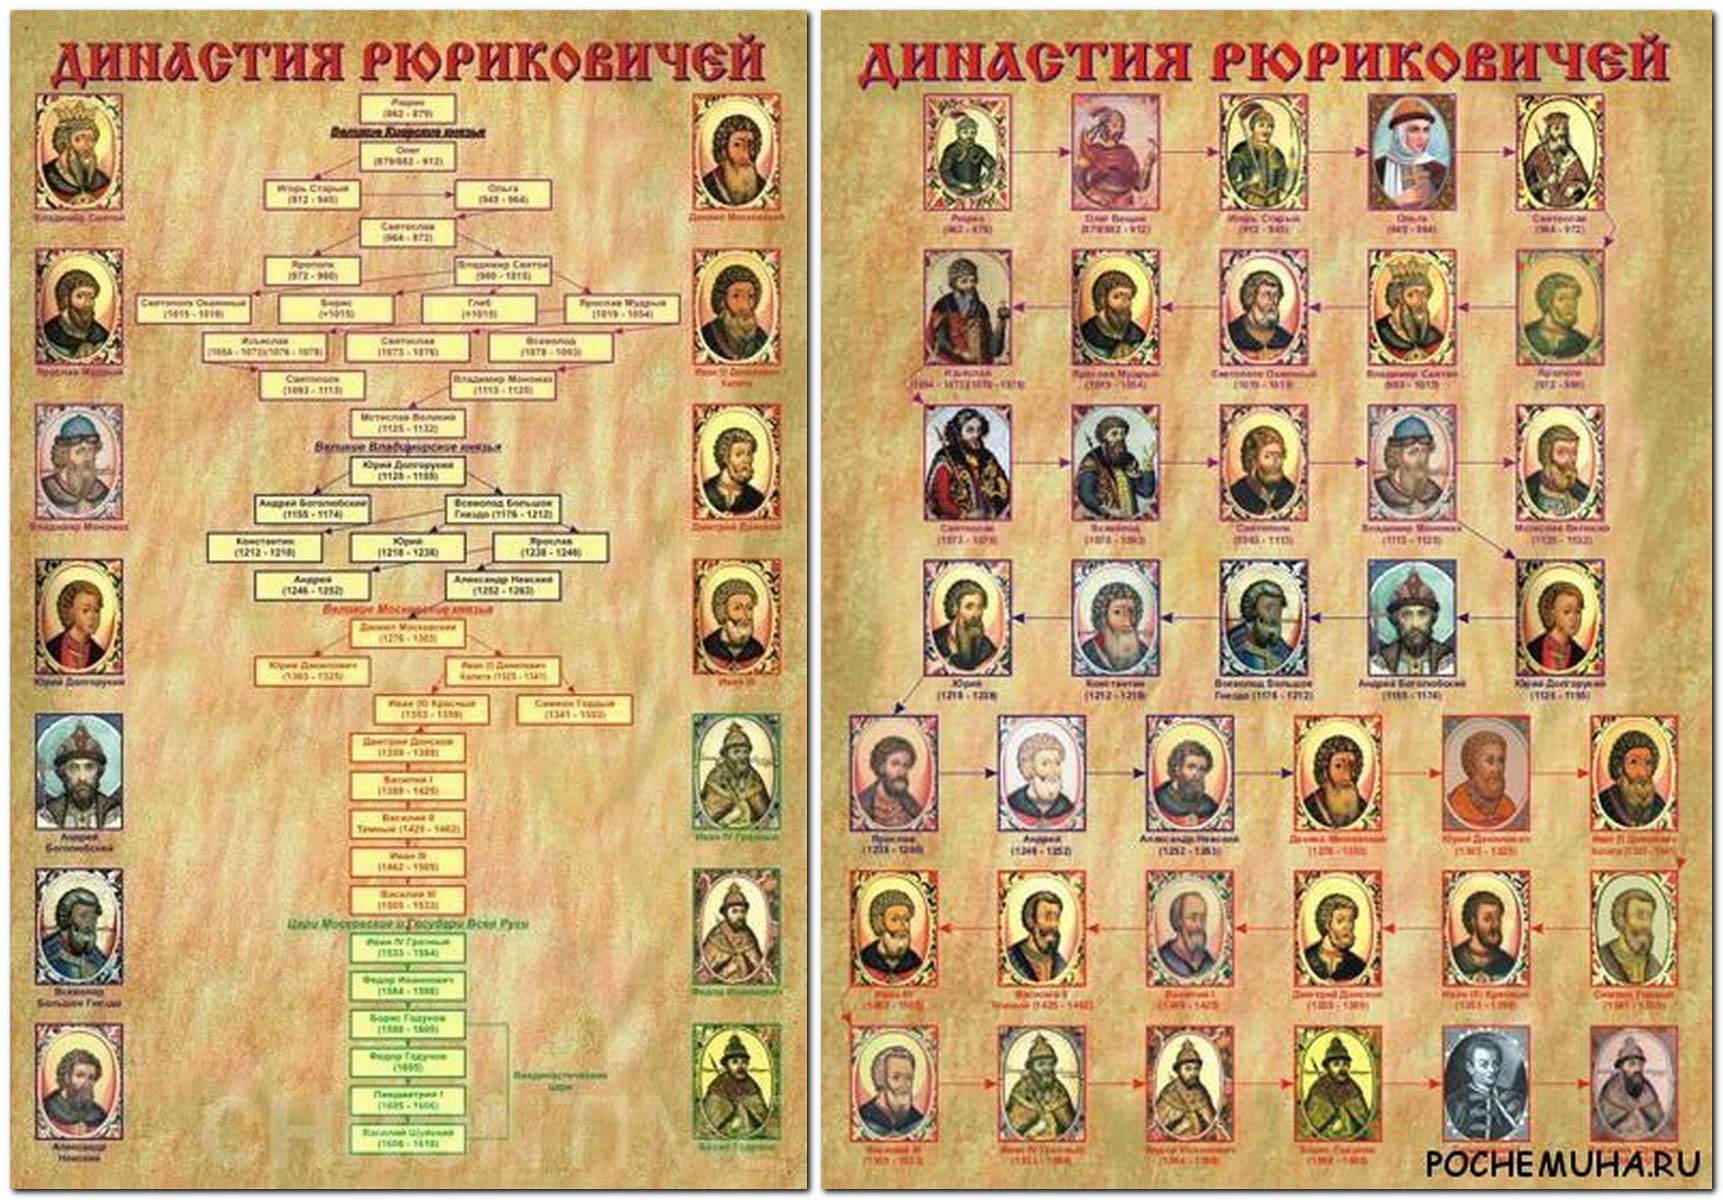 ДИНАСТИЯ РЮРИКОВИЧЕЙ
Рюрик
(862 - 879)
Великие Киевские князья
Олег
(879/882 - 912)
Игорь Старый
(912 - 945)
Ольга
(945 - 964)
Святослав
(964 - 972)
Ярополк
(972 - 980)
Владимир Святой
(980 - 1015)
Святополк Окаянный
(1015 - 1019)
Борис
(+1015)
Глеб
(+1015)
Ярослав Мудрый
(1019 - 1054)
Изяслав
(1054 - 1073)(1076 - 1078)
Святослав
(1073 - 1076)
Всеволод
(1078 - 1093)
Святополк
(1093 - 1113)
Владимир Мономах
(1113 - 1125)
Мстислав Великий
(1125 - 1132)
Великие Владимирские князья
Юрий Долгорукий
(1125 - 1155)
Андрей Боголюбский
(1155 - 1174)
Всеволод Большое
Гнездо (1176 - 1212)
Константин
(1212 - 1218)
Юрий
(1218 - 1238)
Ярослав
(1238 - 1246)
Андрей
(1246 - 1252)
Александр Невский
(1252 - 1263)
Великие Московские князья
Даниил Московский
(1276 - 1303)
Юрий Данилович
(1303 - 1325)
Иван (I) Данилович
Калита (1325 - 1341)
Иван (II) Красный
(1353 - 1359)
Симеон Гордый
(1341 - 1353)
Дмитрий Донской
(1359 - 1389)
Василий I
(1389 - 1425)
Василий II
Темный (1425 - 1462)
Иван III
(1462 - 1505)
Василий III
(1505 - 1533)
Цари Московские и Государи Всея Руси
Иван IV Грозный
(1533 - 1584)
Федор Иоаннович
(1584 - 1598)
Борис Годунов
(1598 - 1605)
Федор Годунов
(1605)
Лжедмитрий I
(1605 - 1606)
Василий Шуйский
(1606 - 1610)
Внединастические
цари
Владимир Святой
Ярослав Мудрый
Владимир Мономах
Юрий Долгорукий
Андрей
Боголюбский
Всеволод
Большое Гнездо
Александр
Невский
Даниил Московский
Иван (I) Данилович
Калита
Дмитрий Донской
Иван III
Иван IV Грозный
Федор Иоаннович
Борис Годунов
ДИНАСТИЯ РЮРИКОВИЧЕЙ
Рюрик
(862 - 879)
Олег Вещий
(879/882 - 912)
Игорь Старый
(912 - 945)
Ольга
(945 - 964)
Святослав
(964 - 972)
Изяслав
(1054 - 1073)(1076 - 1078)
Ярослав Мудрый
(1019 - 1054)
Святополк Окаянный
(1015 - 1019)
Владимир Святой
(980 - 1015)
Ярополк
(972 - 980)
Святослав
(1073 - 1076)
Всеволод
(1078 - 1093)
Святополк
(1093 - 1113)
Владимир Мономах
(1113 - 1125)
Мстислав Великий
(1125 - 1132)
Юрий
(1218 - 1238)
Константин
(1212 - 1218)
Всеволод Большое
Гнездо (1176 - 1212)
Андрей Боголюбский
(1155 - 1174)
Юрий Долгорукий
(1125 - 1155)
Ярослав
(1238 - 1246)
Андрей
(1246 - 1252)
Александр Невский
(1252 - 1263)
Даниил Московский
(1276 - 1303)
Юрий Данилович
(1303 - 1325)
Иван (I) Данилович
Калита (1325 - 1341)
Иван III
(1462 - 1505)
Василий II
Темный (1425 - 1462)
Василий I
(1389 - 1425)
Дмитрий Донской
(1359 - 1389)
Иван (II) Красный
(1353 - 1359)
Симеон Гордый
(1341 - 1353)
Василий III
(1505 - 1533)
Иван IV Грозный
(1533 - 1584)
Федор Иоаннович
(1584 - 1598)
Борис Годунов
(1598 - 1605)
POCHEMUHA.RU